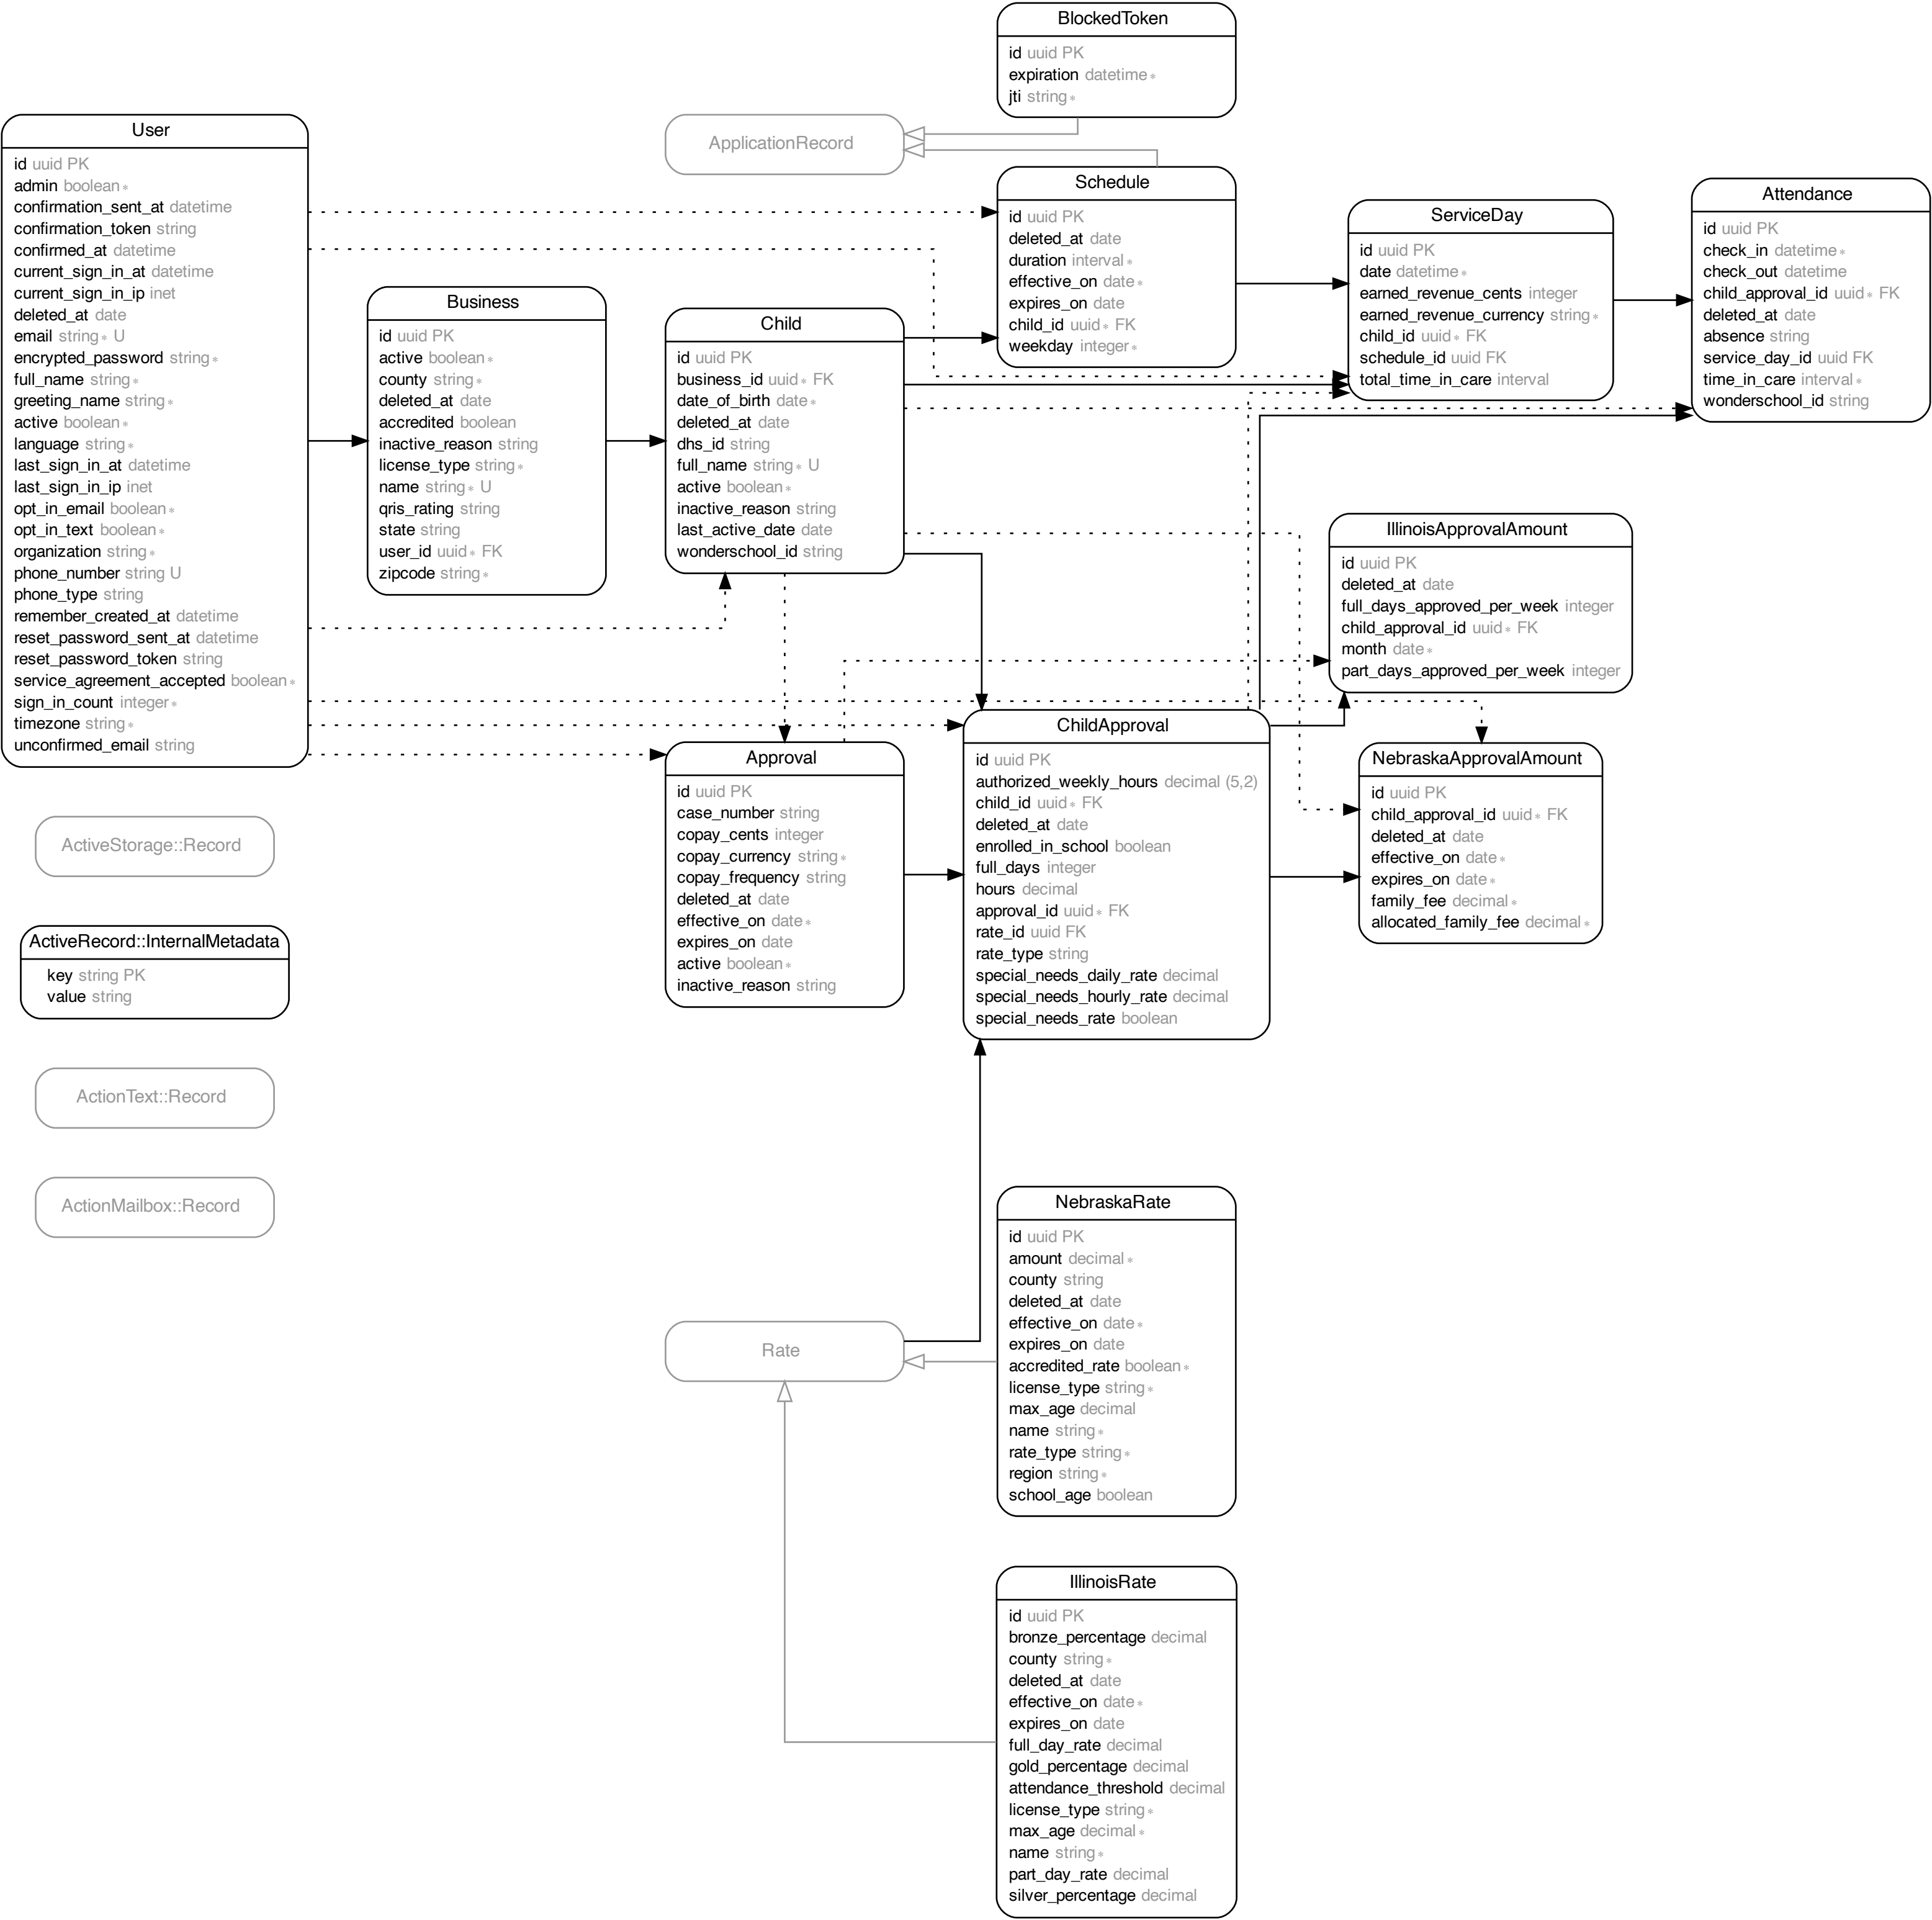 BlockedToken
id uuid PK
expiration datetime *
jti string *
ApplicationRecord
User
id uuid PK
admin boolean *
confirmation_sent_at datetime
confirmation_token string
confirmed_at datetime
current_sign_in_at datetime
current_sign_in_ip inet
deleted_at date
email string * U
encrypted_password string *
full_name string *
greeting_name string *
active boolean *
language string *
last_sign_in_at datetime
last_sign_in_ip inet
opt_in_email boolean *
opt_in_text boolean *
organization string *
phone_number string U
phone_type string
remember_created_at datetime
reset_password_sent_at datetime
reset_password_token string
service_agreement_accepted boolean *
sign_in_count integer *
timezone string *
unconfirmed_email string
Business
id uuid PK
active boolean *
county string *
deleted_at date
accredited boolean
inactive_reason string
license_type string *
name string * U
qris_rating string
state string
user_id uuid * FK
zipcode string *
Child
id uuid PK
business_id uuid * FK
date_of_birth date *
deleted_at date
dhs_id string
full_name string * U
active boolean *
inactive_reason string
last_active_date date
wonderschool_id string
Schedule
id uuid PK
deleted_at date
duration interval *
effective_on date *
expires_on date
child_id uuid * FK
weekday integer *
ServiceDay
id uuid PK
date datetime *
earned_revenue_cents integer
earned_revenue_currency string *
child_id uuid * FK
schedule_id uuid FK
total_time_in_care interval
Attendance
id uuid PK
check_in datetime *
check_out datetime
child_approval_id uuid * FK
deleted_at date
absence string
service_day_id uuid FK
time_in_care interval *
wonderschool_id string
IllinoisApprovalAmount
id uuid PK
deleted_at date
full_days_approved_per_week integer
child_approval_id uuid * FK
month date *
part_days_approved_per_week integer
Approval
id uuid PK
case_number string
copay_cents integer
copay_currency string *
copay_frequency string
deleted_at date
effective_on date *
expires_on date
active boolean *
inactive_reason string
ChildApproval
id uuid PK
authorized_weekly_hours decimal (5,2)
child_id uuid * FK
deleted_at date
enrolled_in_school boolean
full_days integer
hours decimal
approval_id uuid * FK
rate_id uuid FK
rate_type string
special_needs_daily_rate decimal
special_needs_hourly_rate decimal
special_needs_rate boolean
NebraskaApprovalAmount
id uuid PK
child_approval_id uuid * FK
deleted_at date
effective_on date *
expires_on date *
family_fee decimal *
allocated_family_fee decimal *
ActiveStorage::Record
ActiveRecord::InternalMetadata
key string PK
value string
ActionText::Record
ActionMailbox::Record
Rate
NebraskaRate
id uuid PK
amount decimal *
county string
deleted_at date
effective_on date *
expires_on date
accredited_rate boolean *
license_type string *
max_age decimal
name string *
rate_type string *
region string *
school_age boolean
IllinoisRate
id uuid PK
bronze_percentage decimal
county string *
deleted_at date
effective_on date *
expires_on date
full_day_rate decimal
gold_percentage decimal
attendance_threshold decimal
license_type string *
max_age decimal *
name string *
part_day_rate decimal
silver_percentage decimal